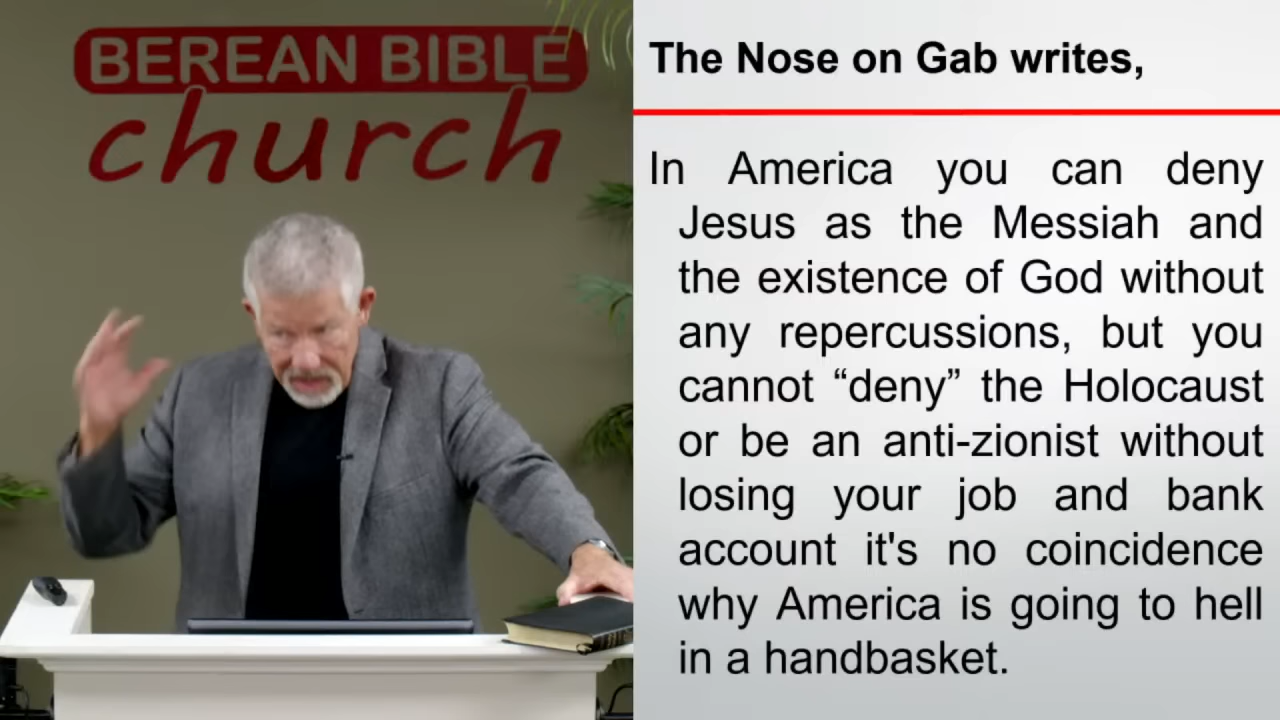 BEREAN BIBLE
church
The Nose on Gab writes,
In America you can deny
Jesus as the Messiah and
the existence of God without
any repercussions, but you
cannot “deny” the Holocaust
or be an anti-zionist without
losing your job and bank
account it's no coincidence
why America is going to hell
in a handbasket.